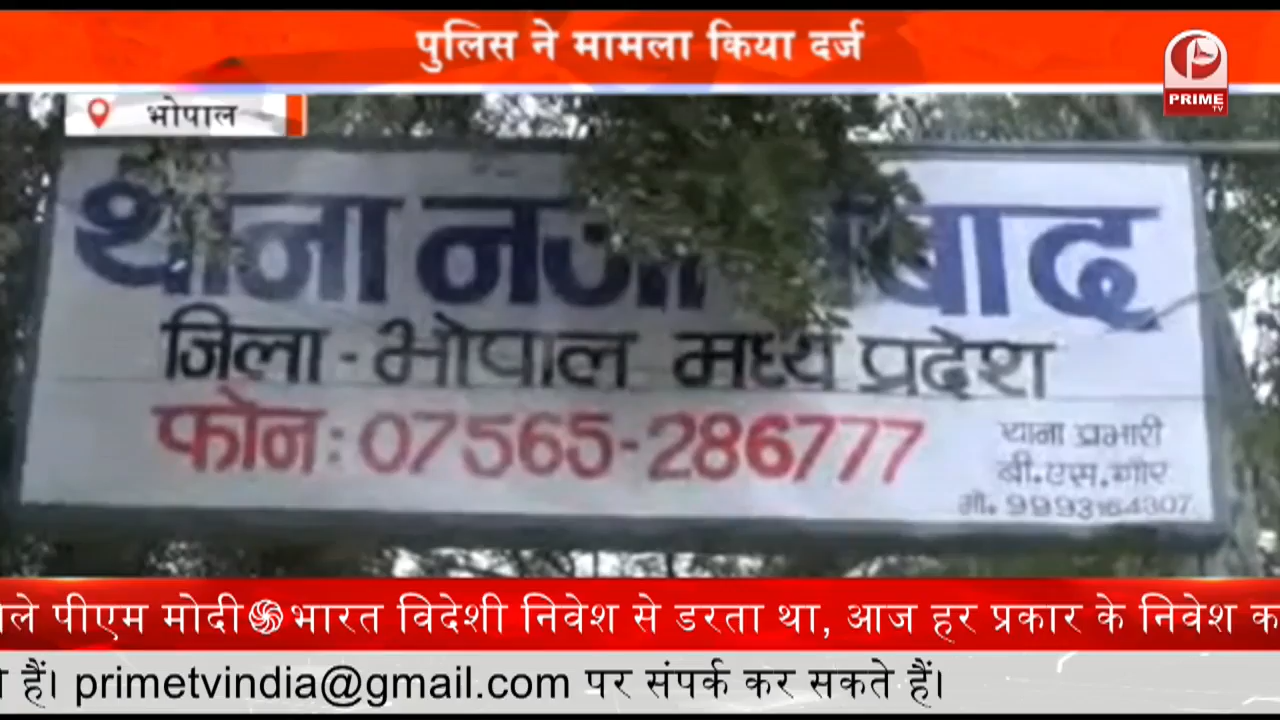 पुलिस ने मामला किया दर्ज
PRIME
TV
भोपाल
थाना
जिला - भोपाल मध्य प्रदेश
फोन : 07565-286777
थाना प्रभारी
बी.एस.गौर
मो. 9993164307
ले पीएम मोदी भारत विदेशी निवेश से डरता था, आज हर प्रकार के निवेश क
हैं। primetvindia@gmail.com पर संपर्क कर सकते हैं।